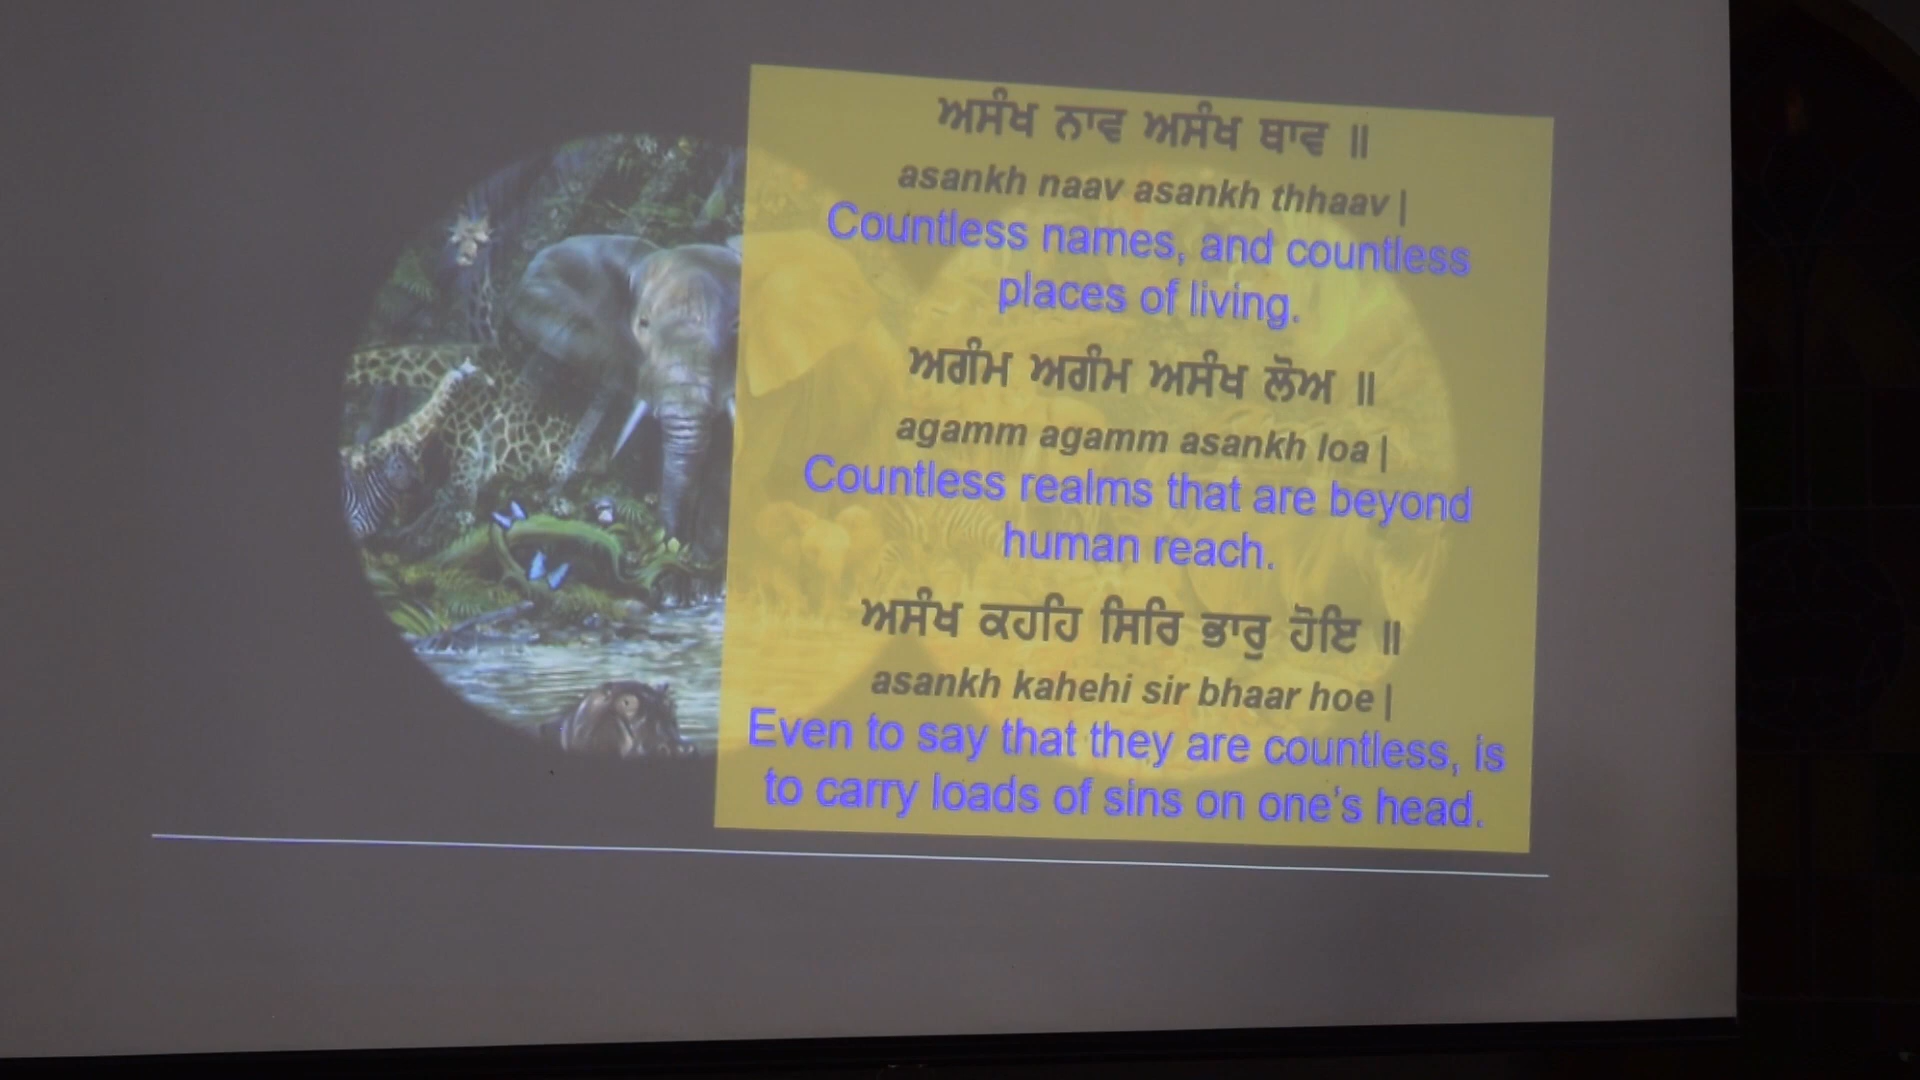 ਅਸੰਖ ਨਾਵ ਅਸੰਖ ਥਾਵ ॥
asankh naav asankh thhaav |
Countless names, and countless
places of living.
ਅਗੰਮ ਅਗੰਮ ਅਸੰਖ ਲੋਅ ॥
agamm agamm asankh loa |
Countless realms that are beyond
human reach.
ਅਸੰਖ ਕਹਹਿ ਸਿਰਿ ਭਾਰੁ ਹੋਇ ॥
asankh kahehi sir bhaar hoe |
Even to say that they are countless, is
to carry loads of sins on one's head.